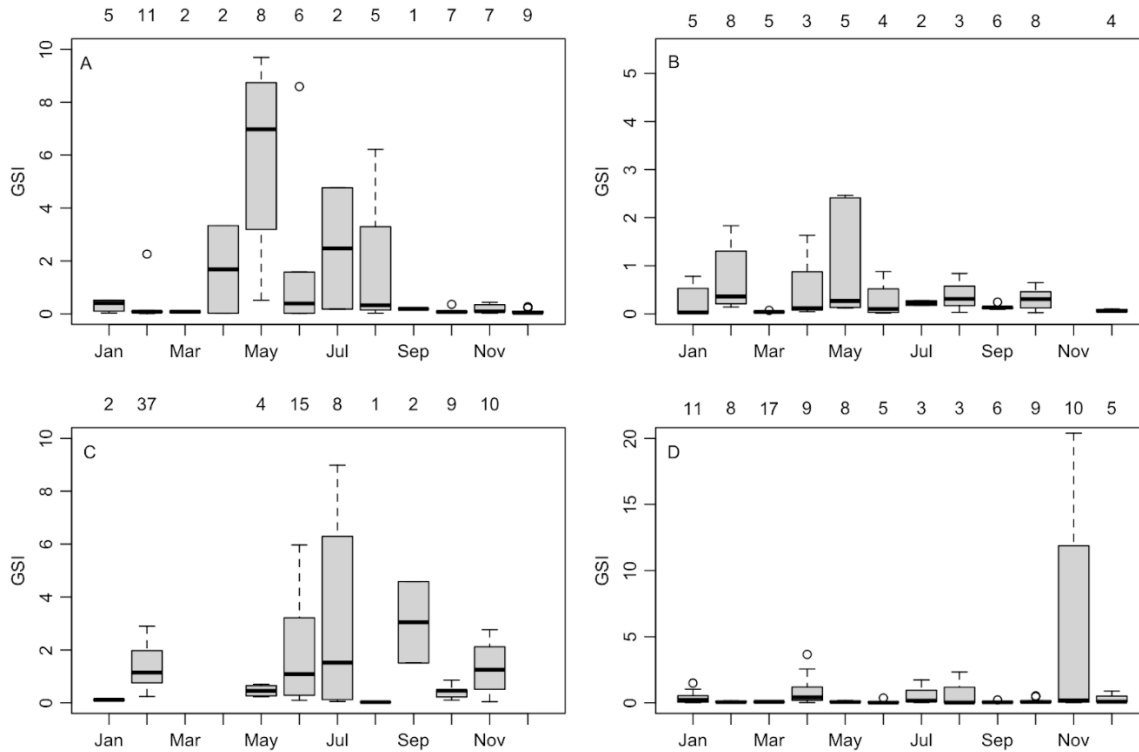 5 11 2 2 8 6 2 5 1 7 7 9
A
GSI
10
8
6
4
2
0
Jan Mar May Jul Sep Nov
5 8 5 3 5 4 2 3 6 8 4
B
GSI
5
4
3
2
1
0
Jan Mar May Jul Sep Nov
2 37 4 15 8 1 2 9 10
C
GSI
10
8
6
4
2
0
Jan Mar May Jul Sep Nov
11 8 17 9 8 5 3 3 6 9 10 5
D
GSI
20
15
10
5
0
Jan Mar May Jul Sep Nov